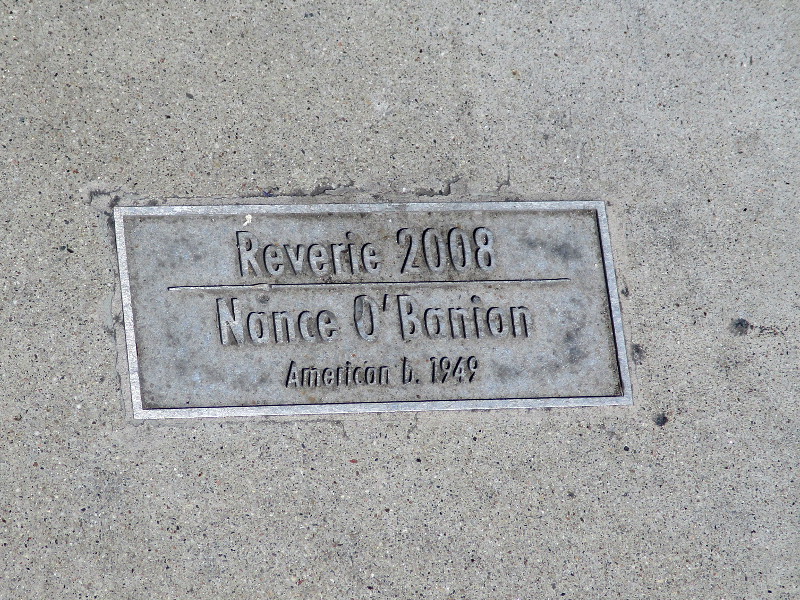 Reverie 2008
Nance O'Banion
American b. 1949